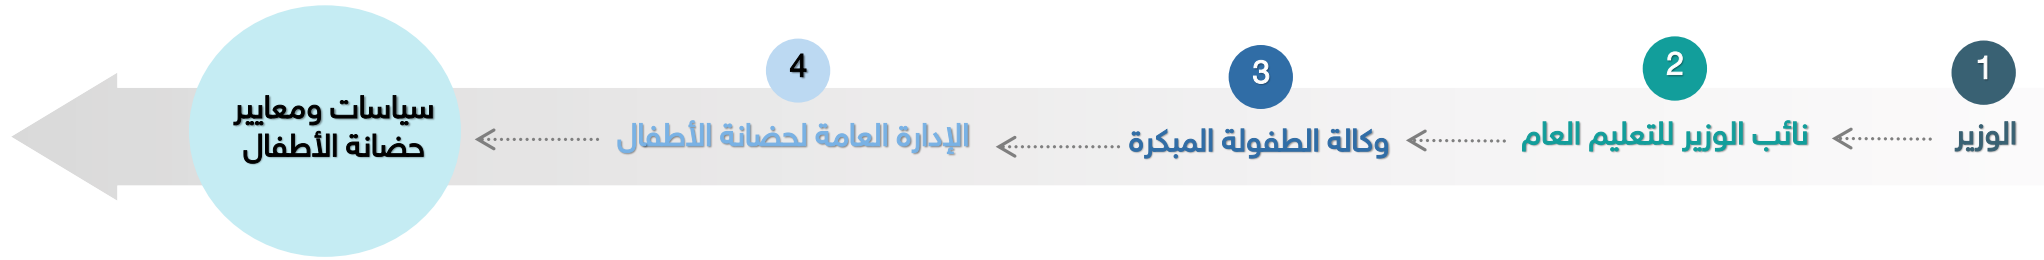 1
الوزير
2
نائب الوزير للتعليم العام
3
وكالة الطفولة المبكرة
4
الإدارة العامة لحضانة الأطفال
سياسات ومعايير
حضانة الأطفال